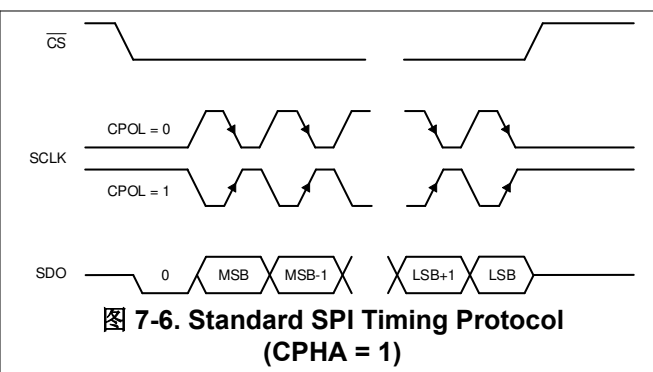 CS
CPOL = 0
SCLK
CPOL = 1
SDO
0 MSB MSB-1 LSB+1 LSB
图 7-6. Standard SPI Timing Protocol
(CPHA = 1)